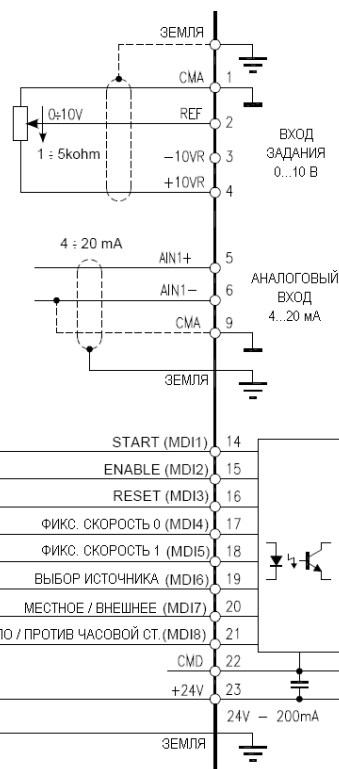 ЗЕМЛЯ
CMA 1
0÷10V REF 2
1 ÷ 5kohm −10VR 3
+10VR 4
ВХОД
ЗАДАНИЯ
0...10 В
4 ÷ 20 mA
AIN1+ 5
AIN1− 6
CMA 9
АНАЛОГОВЫЙ
ВХОД
4...20 мА
ЗЕМЛЯ
START (MDI1) 14
ENABLE (MDI2) 15
RESET (MDI3) 16
ФИКС. СКОРОСТЬ 0 (MDI4) 17
ФИКС. СКОРОСТЬ 1 (MDI5) 18
ВЫБОР ИСТОЧНИКА (MDI6) 19
МЕСТНОЕ / ВНЕШНЕЕ (MDI7) 20
ПО / ПРОТИВ ЧАСОВОЙ СТ.(MDI8) 21
CMD 22
+24V 23
24V − 200mA
ЗЕМЛЯ